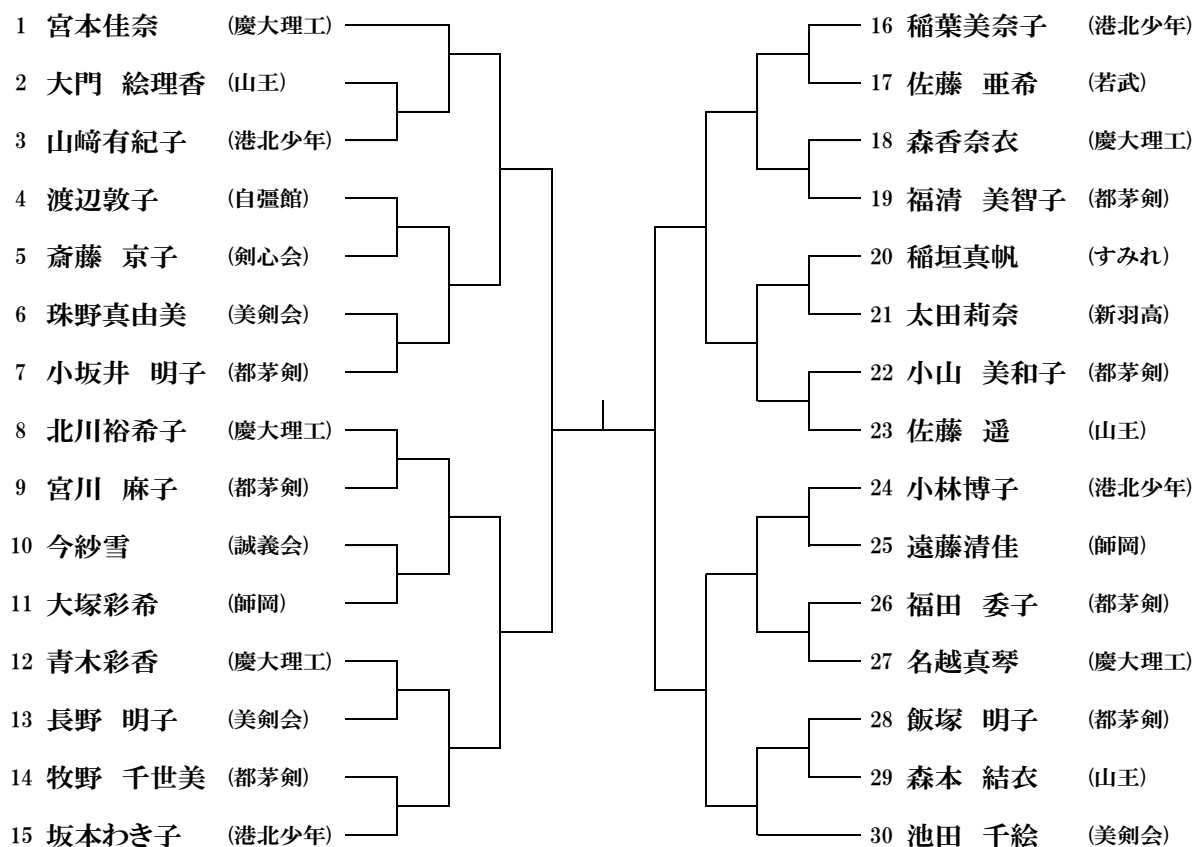 1 宮本佳奈 (慶大理工)
2 大門 絵理香 (山王)
3 山﨑有紀子 (港北少年)
4 渡辺敦子 (自彊館)
5 斎藤 京子 (剣心会)
6 珠野真由美 (美剣会)
7 小坂井 明子 (都茅剣)
8 北川裕希子 (慶大理工)
9 宮川 麻子 (都茅剣)
10 今紗雪 (誠義会)
11 大塚彩希 (師岡)
12 青木彩香 (慶大理工)
13 長野 明子 (美剣会)
14 牧野 千世美 (都茅剣)
15 坂本わき子 (港北少年)
16 稲葉美奈子 (港北少年)
17 佐藤 亜希 (若武)
18 森香奈衣 (慶大理工)
19 福清 美智子 (都茅剣)
20 稲垣真帆 (すみれ)
21 太田莉奈 (新羽高)
22 小山 美和子 (都茅剣)
23 佐藤 遥 (山王)
24 小林博子 (港北少年)
25 遠藤清佳 (師岡)
26 福田 委子 (都茅剣)
27 名越真琴 (慶大理工)
28 飯塚 明子 (都茅剣)
29 森本 結衣 (山王)
30 池田 千絵 (美剣会)